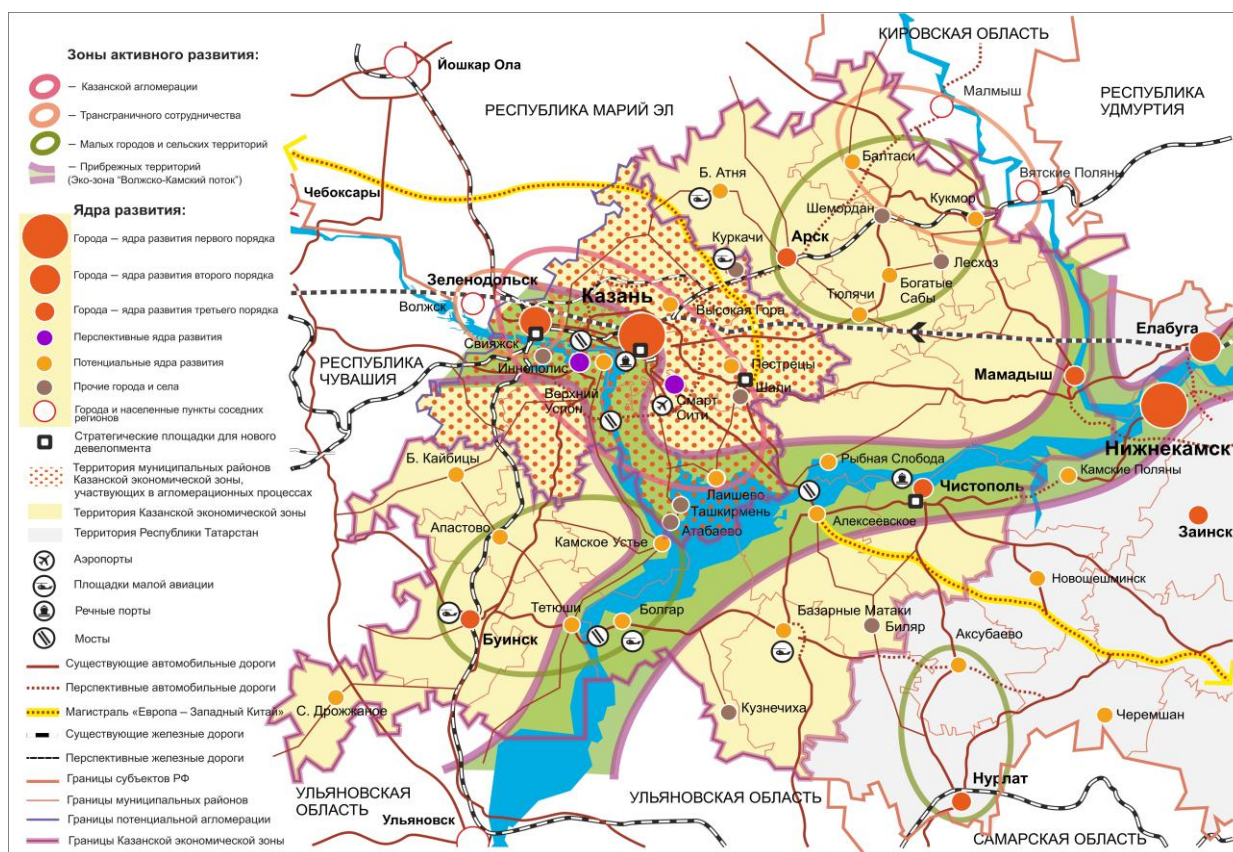 Зоны активного развития:
— Казанской агломерации
— Трансграничного сотрудничества
— Малых городов и сельских территорий
— Прибрежных территорий
(Эко-зона "Волжско-Камский поток")
Ядра развития:
Города — ядра развития первого порядка
Города — ядра развития второго порядка
Города — ядра развития третьего порядка
Перспективные ядра развития
Потенциальные ядра развития
Прочие города и села
Города и населенные пункты соседних
регионов
Стратегические площадки для нового
девелопмента
Территория муниципальных районов
Казанской экономической зоны,
участвующих в агломерационных процессах
Территория Казанской экономической зоны
Территория Республики Татарстан
Аэропорты
Площадки малой авиации
Речные порты
Мосты
Существующие автомобильные дороги
Перспективные автомобильные дороги
Магистраль «Европа – Западный Китай»
Существующие железные дороги
Перспективные железные дороги
Границы субъектов РФ
Границы муниципальных районов
Границы потенциальной агломерации
Границы Казанской экономической зоны
КИРОВСКАЯ ОБЛАСТЬ
Йошкар Ола
Малмыш
РЕСПУБЛИКА
УДМУРТИЯ
РЕСПУБЛИКА МАРИЙ ЭЛ
Балтаси
Б. Атня
Вятские Поляны
Чебоксары
Шемордан
Кукмор
Куркачи
Арск
Лесхоз
Зеленодольск
Казань
Богатые
Сабы
Тюлячи
Волжск
Высокая Гора
Елабуга
Свияжск
РЕСПУБЛИКА
ЧУВАШИЯ
Иннополис
Пестрецы
Мамадыш
Шали
Верхний
Услон
Смарт
Сити
Нижнекамск
Б. Кайбицы
Рыбная Слобода
Камские Поляны
Лаишево
Чистополь
Ташкирмень
Алексеевское
Апастово
Атабаево
Заинск
Камское Устье
Новошешминск
Тетюши
Болгар
Базарные Матаки
Буинск
Биляр
Аксубаево
С. Дрожжаное
Кузнечиха
Черемшан
Нурлат
УЛЬЯНОВСКАЯ
ОБЛАСТЬ
УЛЬЯНОВСКАЯ ОБЛАСТЬ
Ульяновск
САМАРСКАЯ ОБЛАСТЬ